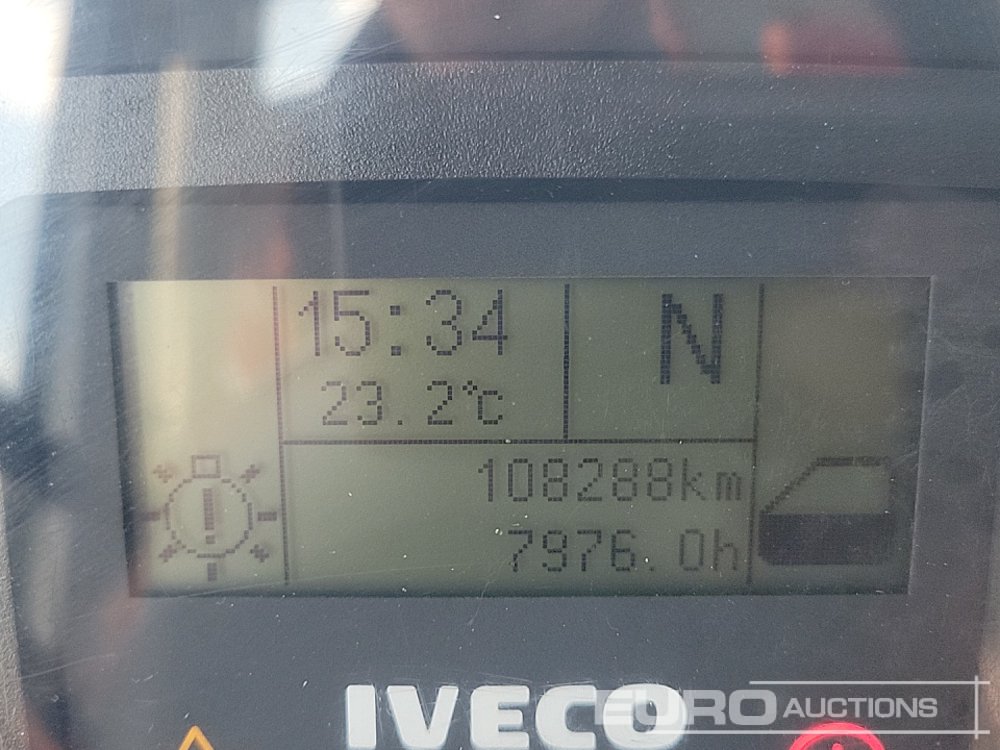 15:34
N
23.2°C
108288km
7976.0h
IVECO
EURO AUCTIONS